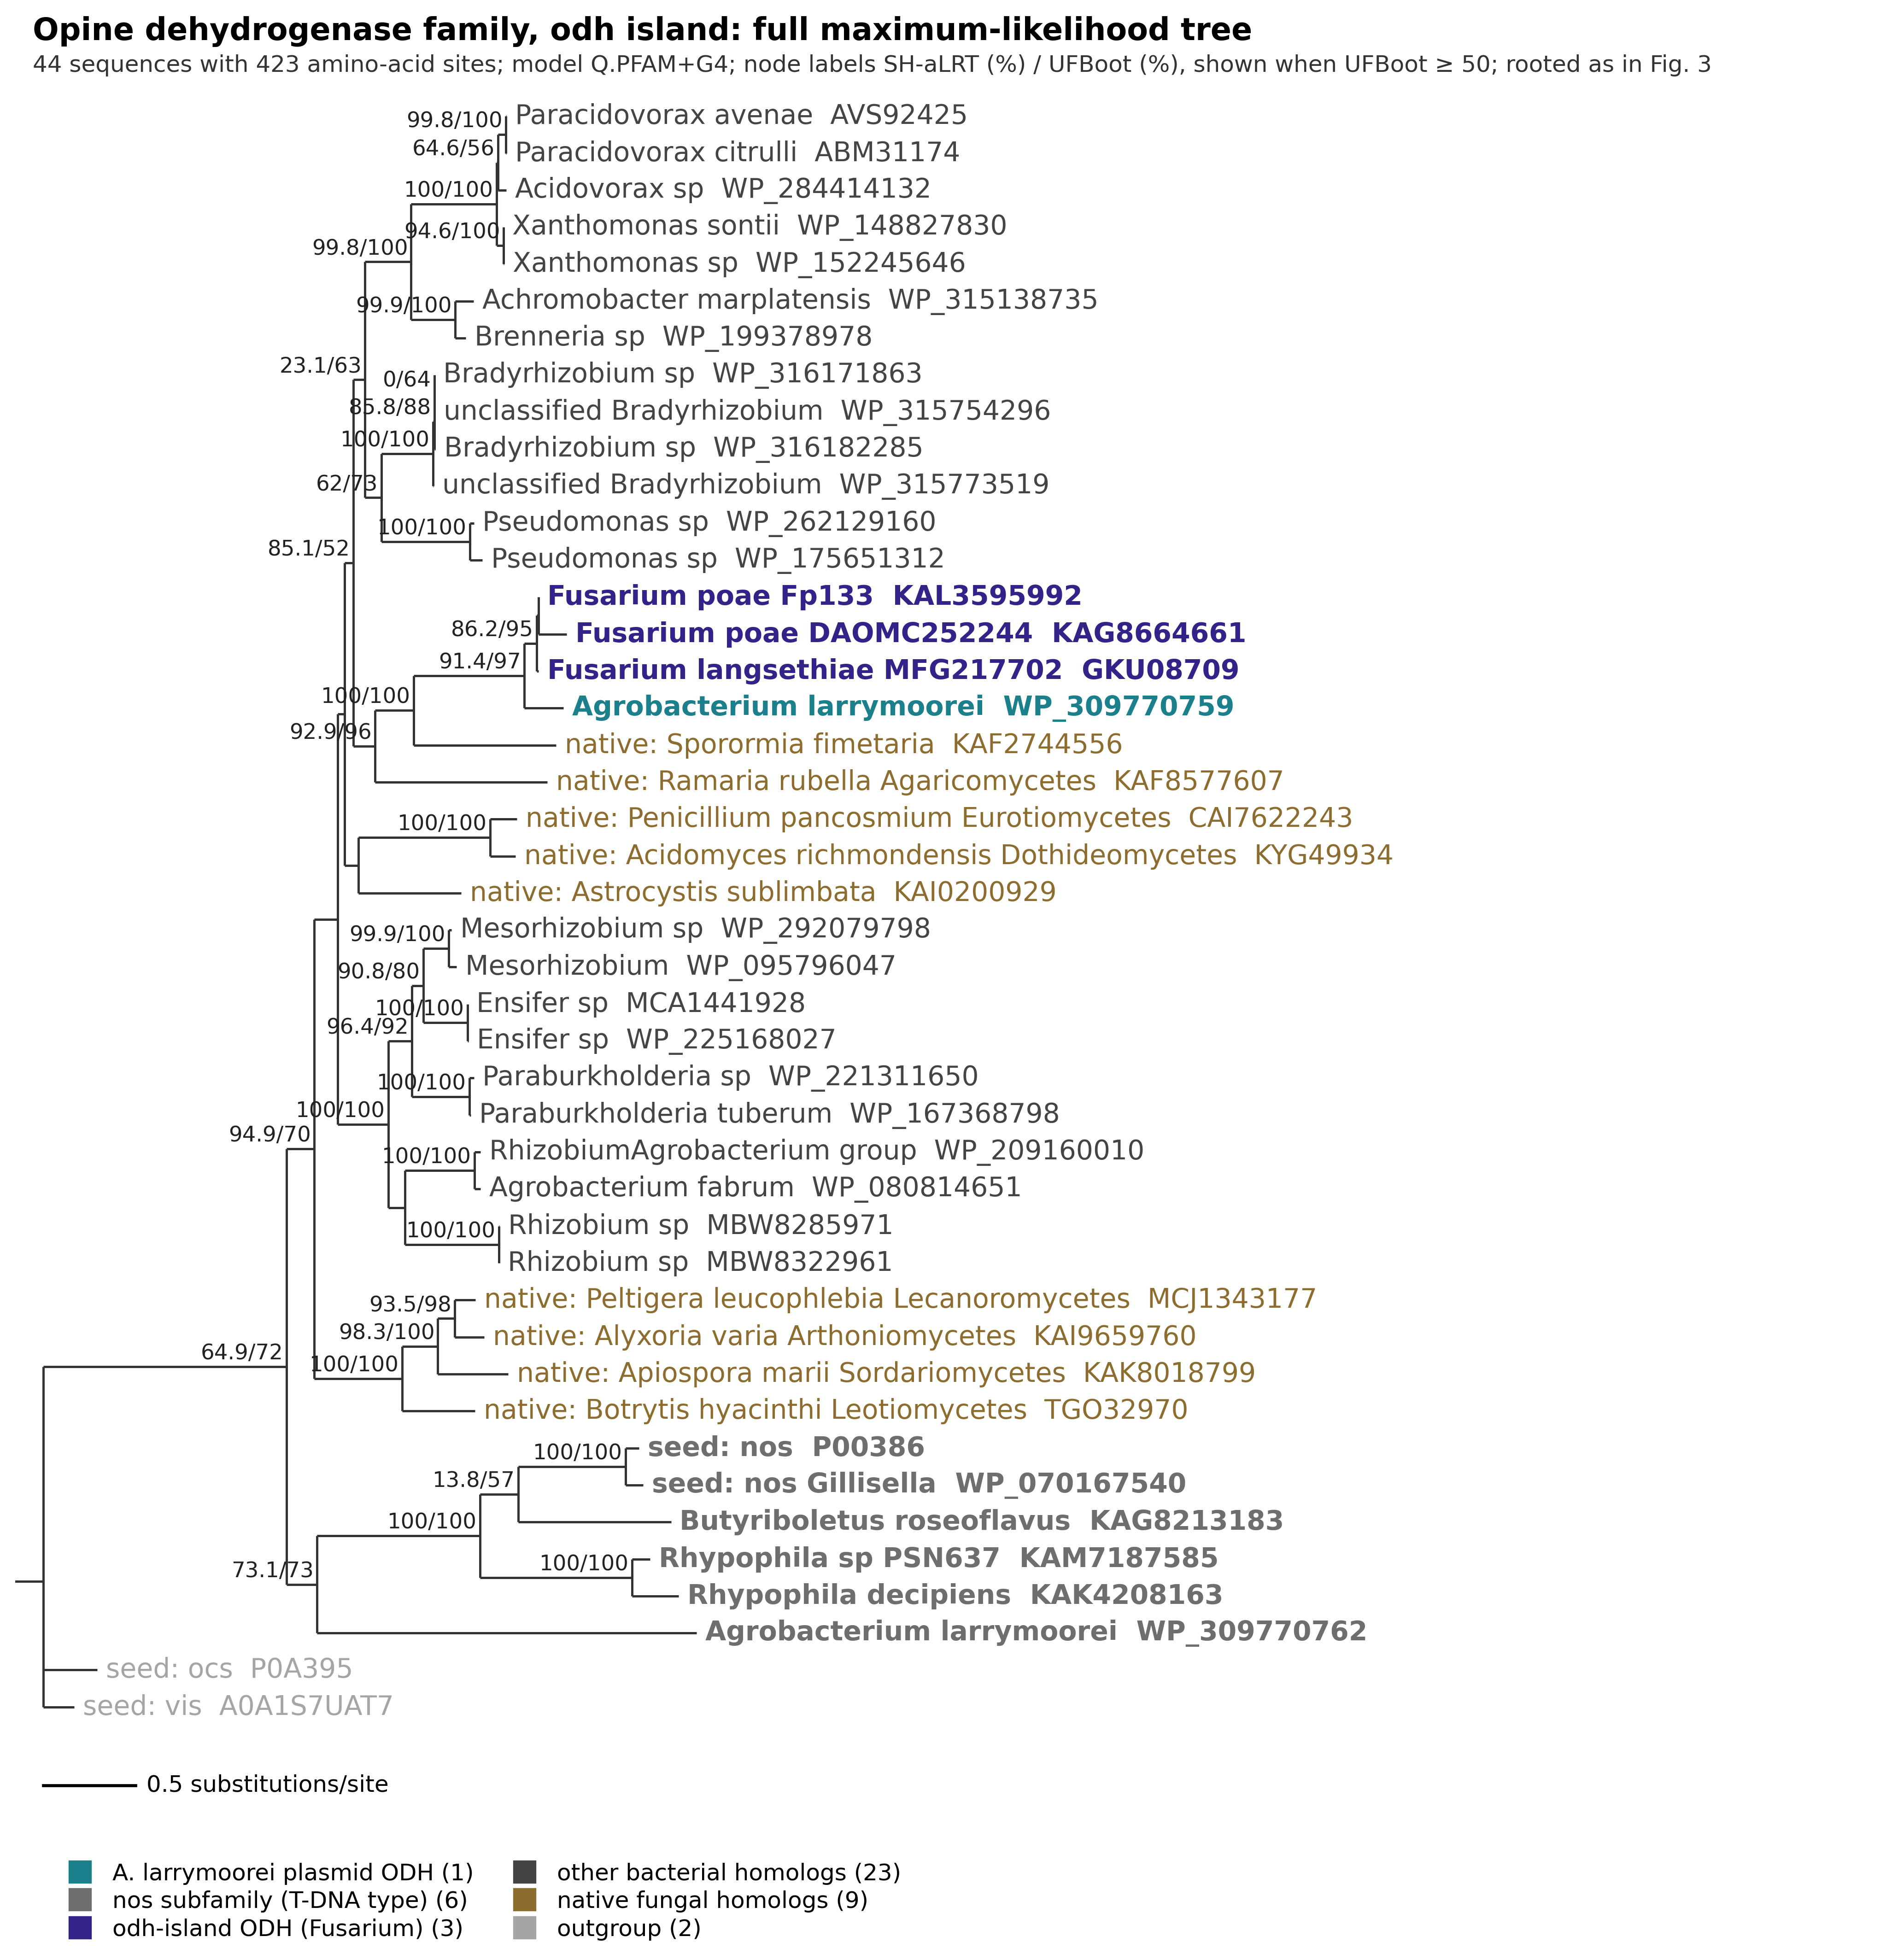 Opine dehydrogenase family, odh island: full maximum-likelihood tree
44 sequences with 423 amino-acid sites; model Q.PFAM+G4; node labels SH-aLRT (%) / UFBoot (%), shown when UFBoot ≥ 50; rooted as in Fig. 3
99.8/100
Paracidovorax avenae AVS92425
64.6/56
Paracidovorax citrulli ABM31174
100/100
Acidovorax sp WP_284414132
94.6/100
Xanthomonas sontii WP_148827830
99.8/100
Xanthomonas sp WP_152245646
99.9/100
Achromobacter marplatensis WP_315138735
Brenneria sp WP_199378978
23.1/63
0/64
Bradyrhizobium sp WP_316171863
85.8/88
unclassified Bradyrhizobium WP_315754296
100/100
Bradyrhizobium sp WP_316182285
62/73
unclassified Bradyrhizobium WP_315773519
100/100
Pseudomonas sp WP_262129160
85.1/52
Pseudomonas sp WP_175651312
Fusarium poae Fp133 KAL3595992
86.2/95
Fusarium poae DAOMC252244 KAG8664661
91.4/97
Fusarium langsethiae MFG217702 GKU08709
100/100
Agrobacterium larrymoorei WP_309770759
92.9/96
native: Sporormia fimetaria KAF2744556
native: Ramaria rubella Agaricomycetes KAF8577607
100/100
native: Penicillium pancosmium Eurotiomycetes CAI7622243
native: Acidomyces richmondensis Dothideomycetes KYG49934
native: Astrocystis sublimbata KAI0200929
99.9/100
Mesorhizobium sp WP_292079798
90.8/80
Mesorhizobium WP_095796047
100/100
Ensifer sp MCA1441928
96.4/92
Ensifer sp WP_225168027
100/100
Paraburkholderia sp WP_221311650
100/100
Paraburkholderia tuberum WP_167368798
94.9/70
100/100
RhizobiumAgrobacterium group WP_209160010
Agrobacterium fabrum WP_080814651
100/100
Rhizobium sp MBW8285971
Rhizobium sp MBW8322961
93.5/98
native: Peltigera leucophlebia Lecanoromycetes MCJ1343177
98.3/100
native: Alyxoria varia Arthoniomycetes KAI9659760
64.9/72
100/100
native: Apiospora marii Sordariomycetes KAK8018799
native: Botrytis hyacinthi Leotiomycetes TGO32970
100/100
seed: nos P00386
13.8/57
seed: nos Gillisella WP_070167540
100/100
Butyriboletus roseoflavus KAG8213183
73.1/73
100/100
Rhypophila sp PSN637 KAM7187585
Rhypophila decipiens KAK4208163
Agrobacterium larrymoorei WP_309770762
seed: ocs P0A395
seed: vis A0A1S7UAT7
0.5 substitutions/site
A. larrymoorei plasmid ODH (1)
nos subfamily (T-DNA type) (6)
odh-island ODH (Fusarium) (3)
other bacterial homologs (23)
native fungal homologs (9)
outgroup (2)